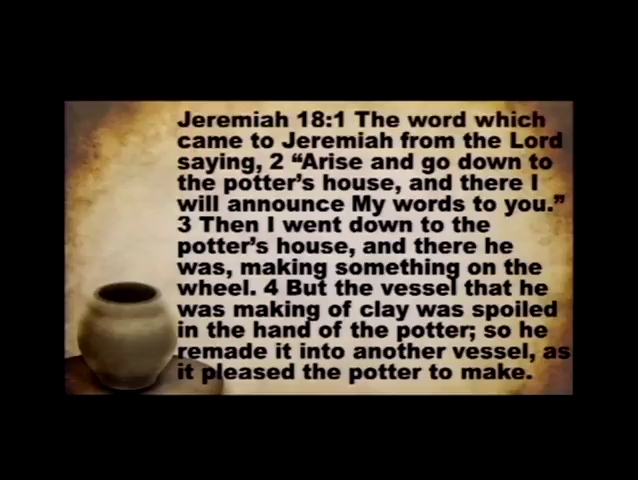 Jeremiah 18:1 The word which
came to Jeremiah from the Lord
saying, 2 “Arise and go down to
the potter’s house, and there I
will announce My words to you.”
3 Then I went down to the
potter’s house, and there he
was, making something on the
wheel. 4 But the vessel that he
was making of clay was spoiled
in the hand of the potter; so he
remade it into another vessel, as
it pleased the potter to make.